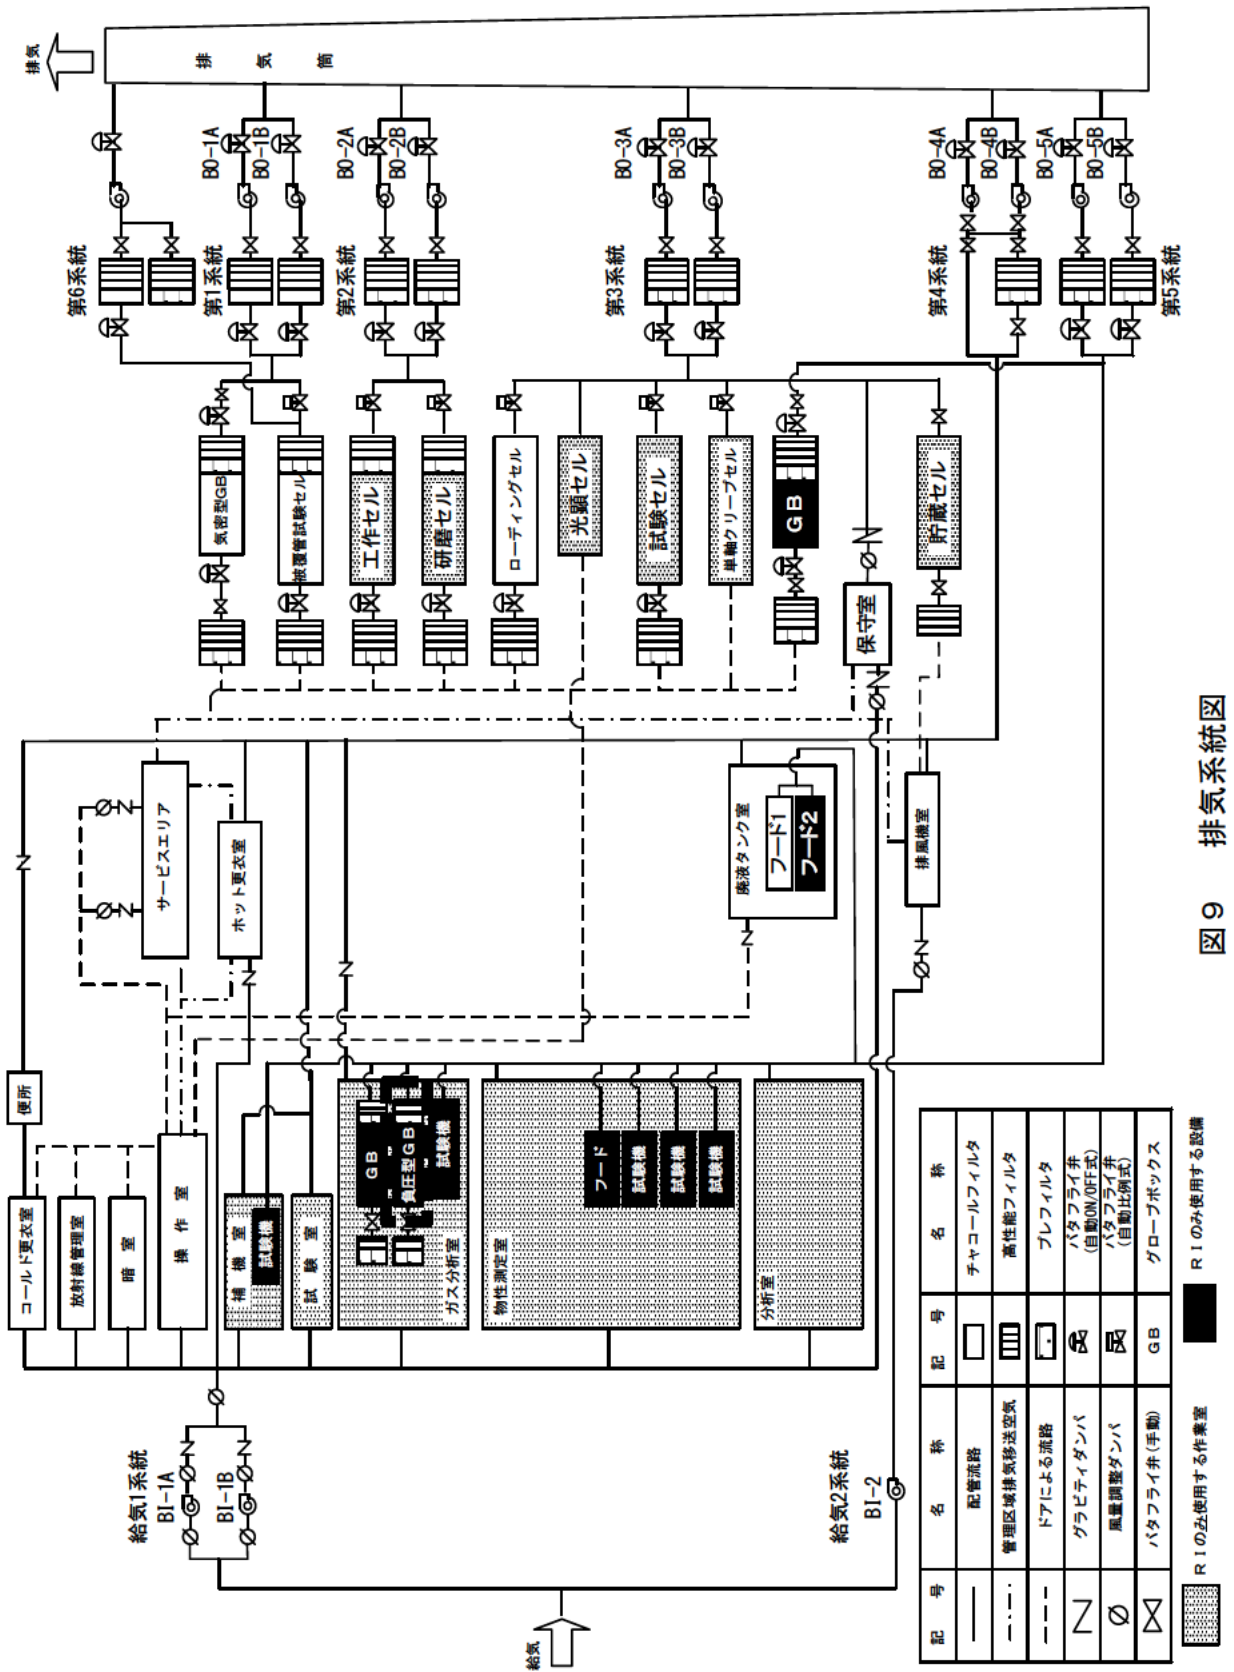 排気
排気筒
BO-1A
BO-1B
BO-2A
BO-2B
BO-3A
BO-3B
BO-4A
BO-4B
BO-5A
BO-5B
第6系統
第1系統
第2系統
第3系統
第4系統
第5系統
気密型GB
被覆管試験セル
工作セル
研磨セル
ローディングセル
光顕セル
試験セル
単軸クリープセル
GB
保守室
貯蔵セル
サービスエリア
ホット更衣室
廃液タンク室
フード1
フード2
排風機室
便所
コールド更衣室
放射線管理室
暗室
操作室
補機室
試験機
試験室
GB
負圧型GB
試験機
ガス分析室
フード
試験機
試験機
試験機
物性測定室
分析室
給気1系統
BI-1A
BI-1B
給気2系統
BI-2
給気
記号 名称 記号 名称
配管流路 チャコールフィルタ
管理区域排気移送空気 高性能フィルタ
ドアによる流路 プレフィルタ
グラビティダンパ バタフライ弁
(自動ON/OFF式)
風量調整ダンパ バタフライ弁
(自動比例式)
バタフライ弁(手動) GB グローブボックス
RIのみ使用する作業室
RIのみ使用する設備
図9 排気系統図